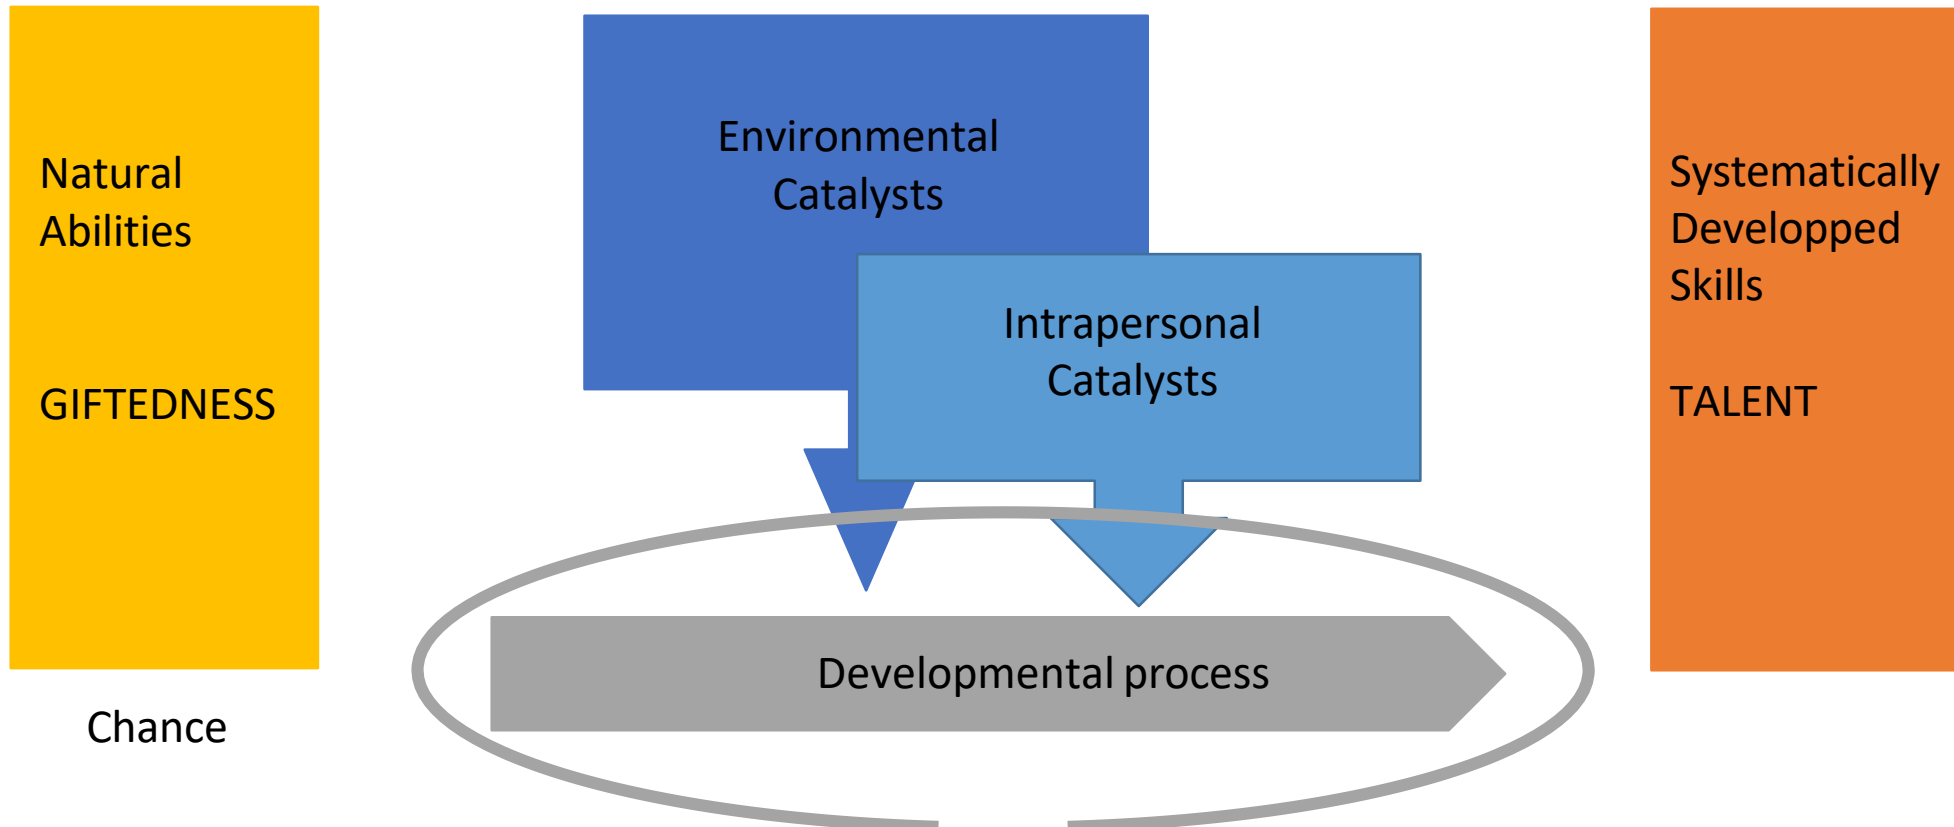 Natural
Abilities
GIFTEDNESS
Chance
Environmental
Catalysts
Intrapersonal
Catalysts
Developmental process
Systematically
Developped
Skills
TALENT